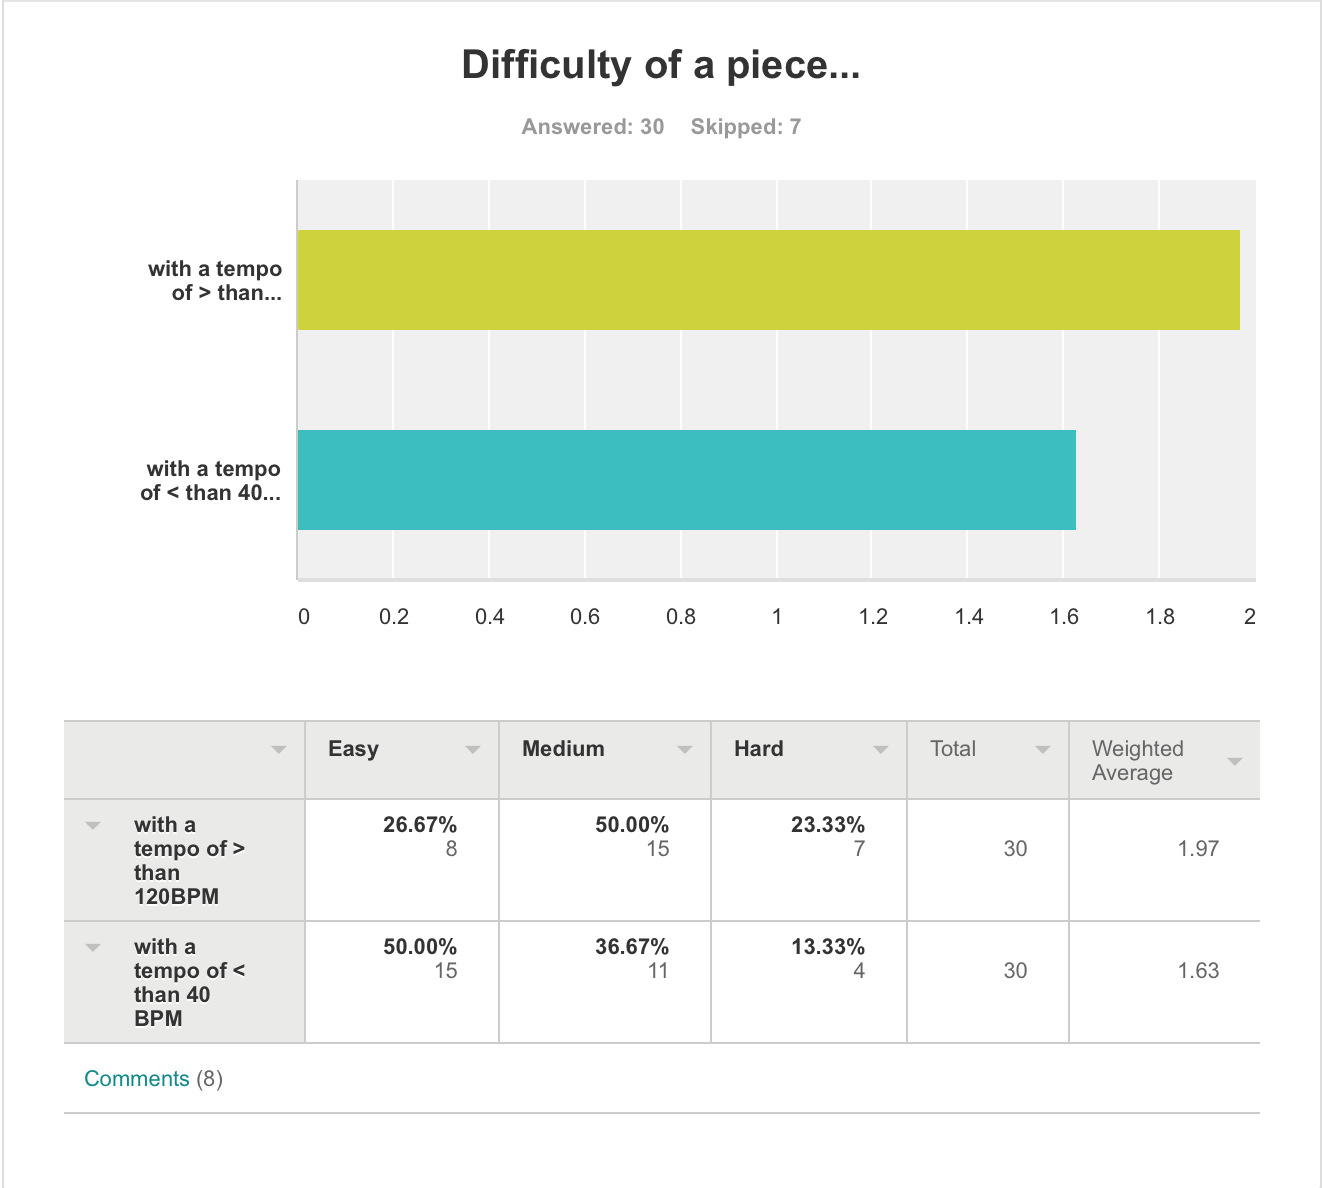 Difficulty of a piece...
Answered: 30 Skipped: 7
with a tempo
of > than...
with a tempo
of < than 40...
0 0.2 0.4 0.6 0.8 1 1.2 1.4 1.6 1.8 2
Easy Medium Hard Total Weighted
Average
with a 26.67% 50.00% 23.33%
tempo of > 8 15 7 30 1.97
than
120BPM
with a 50.00% 36.67% 13.33%
tempo of < 15 11 4 30 1.63
than 40
BPM
Comments (8)